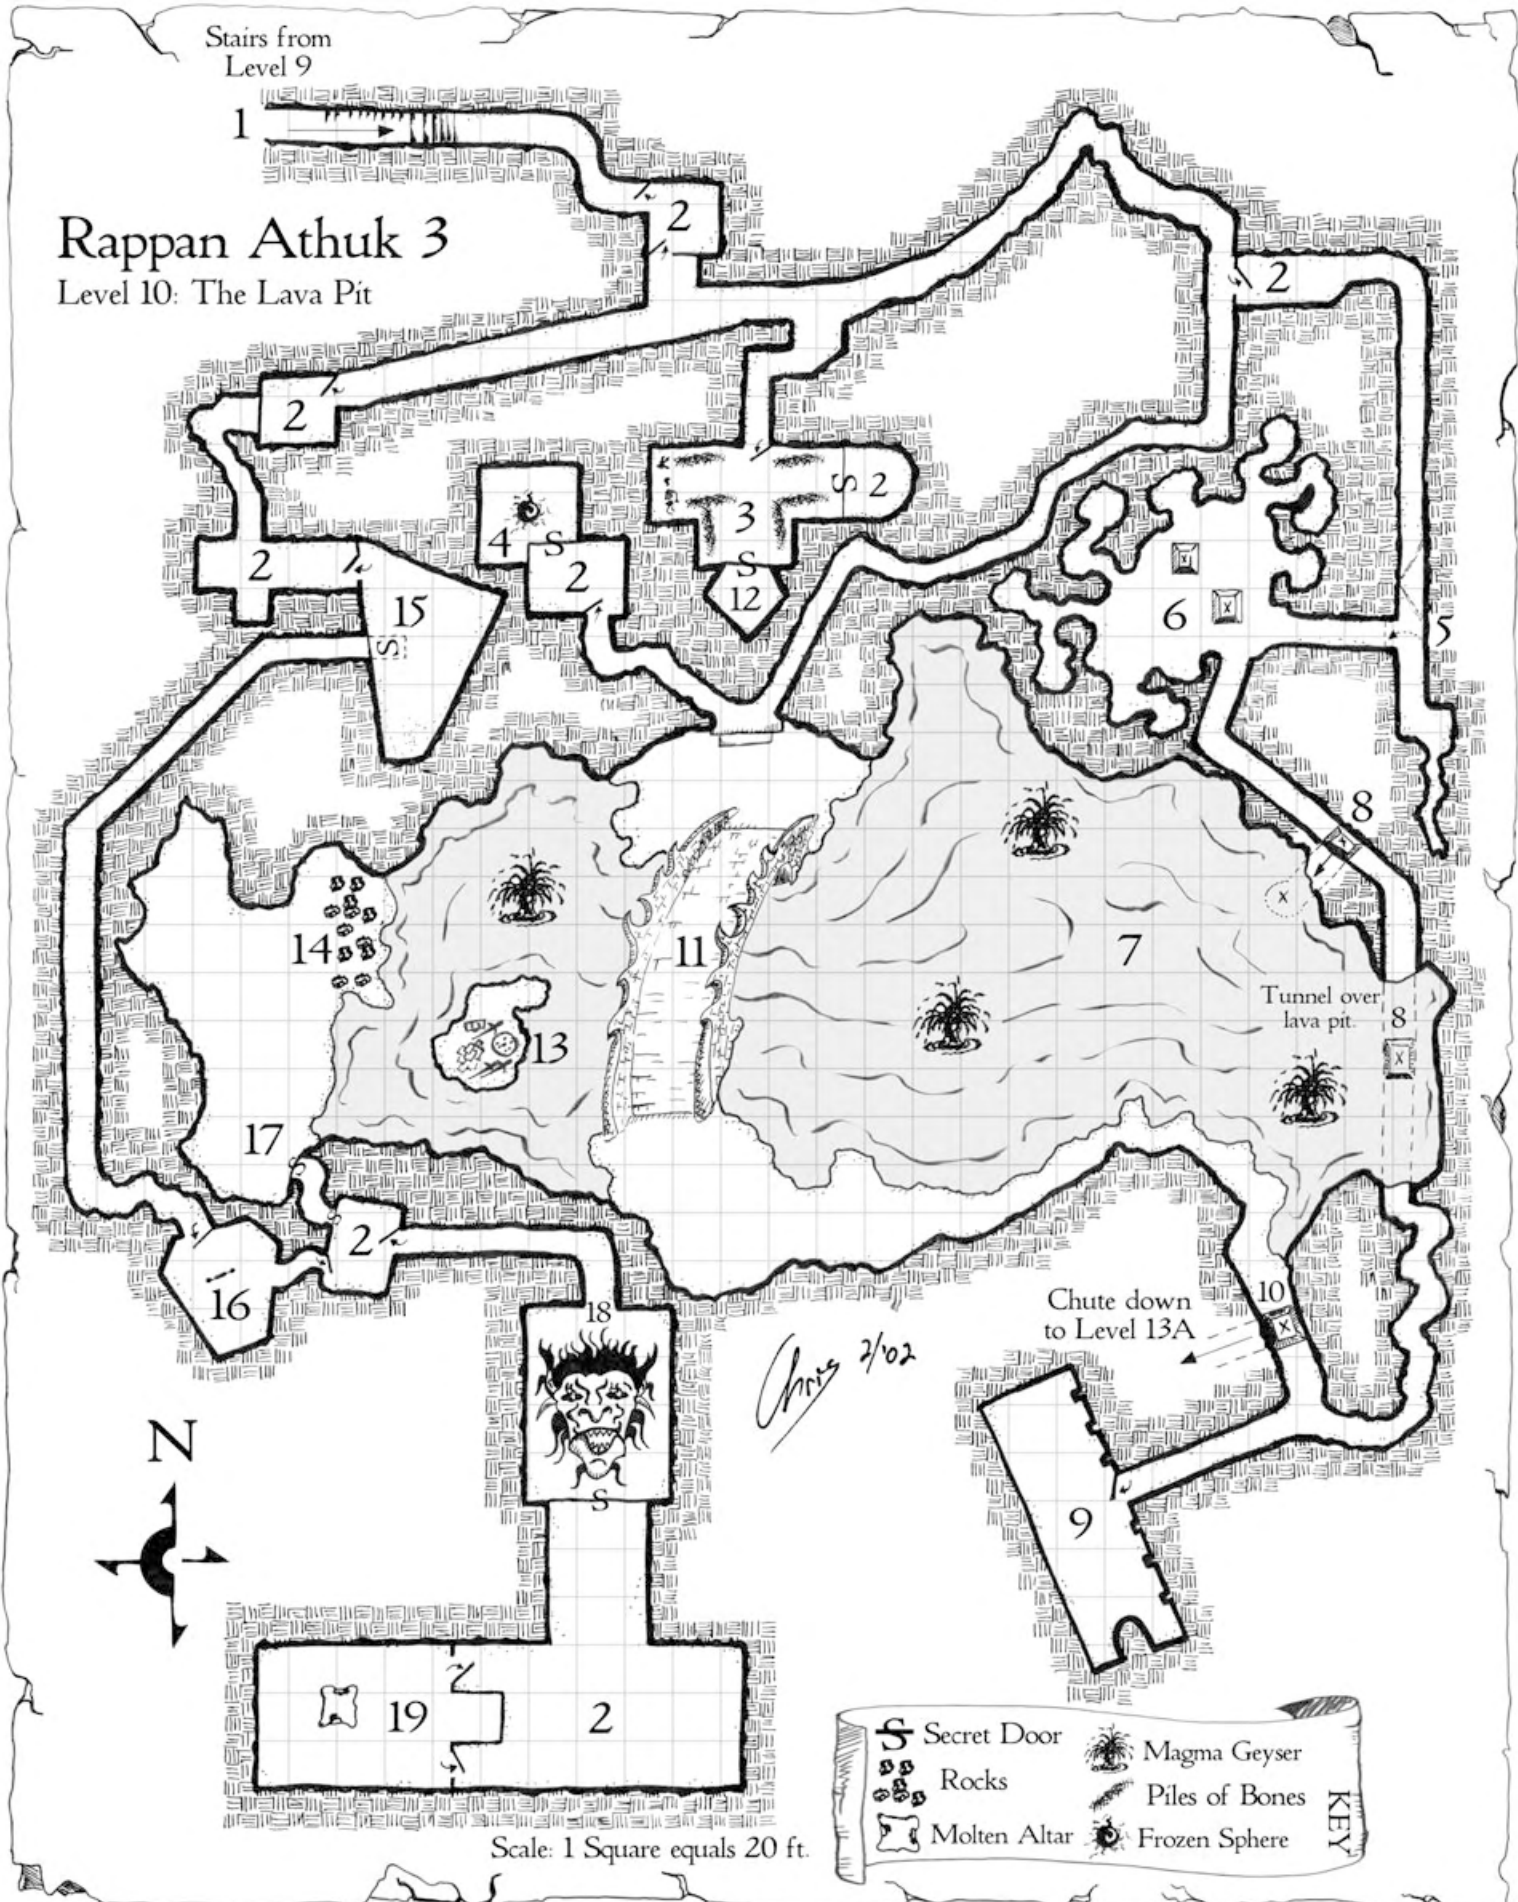 Stairs from
Level 9
1
2
Rappan Athuk 3
Level 10: The Lava Pit
2
2
S
2
3
4
S
2
S
12
2
15
S
6
5
8
14
11
7
13
Tunnel over
lava pit.
8
17
2
16
18
10
Chute down
to Level 13A
Chris 2/'02
N
S
9
19
2
S Secret Door
Rocks
Molten Altar
Magma Geyser
Piles of Bones
Frozen Sphere
KEY
Scale: 1 Square equals 20 ft.